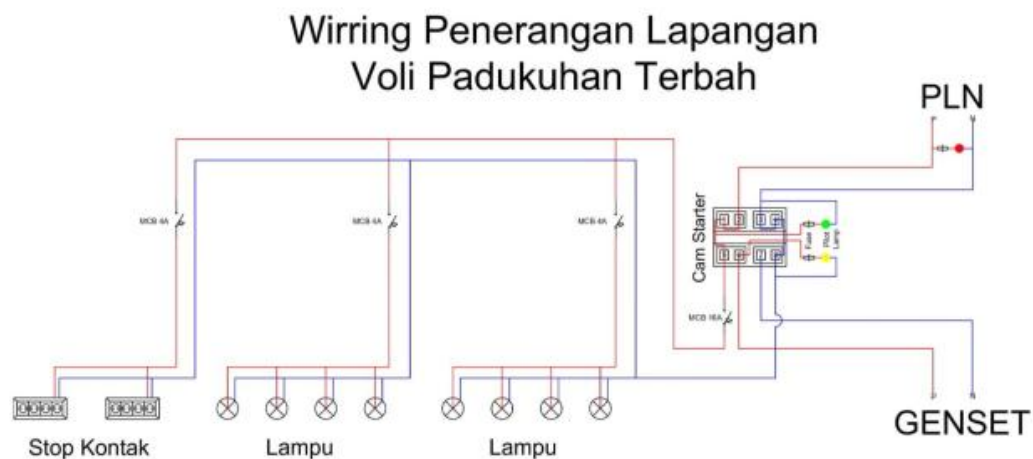 Wirring Penerangan Lapangan
Voli Padukuhan Terbah
PLN
MCB 4A
MCB 4A
MCB 4A
Cam Starter
Fuse
Pilot
Lamp
MCB 16A
Stop Kontak
Lampu
Lampu
GENSET